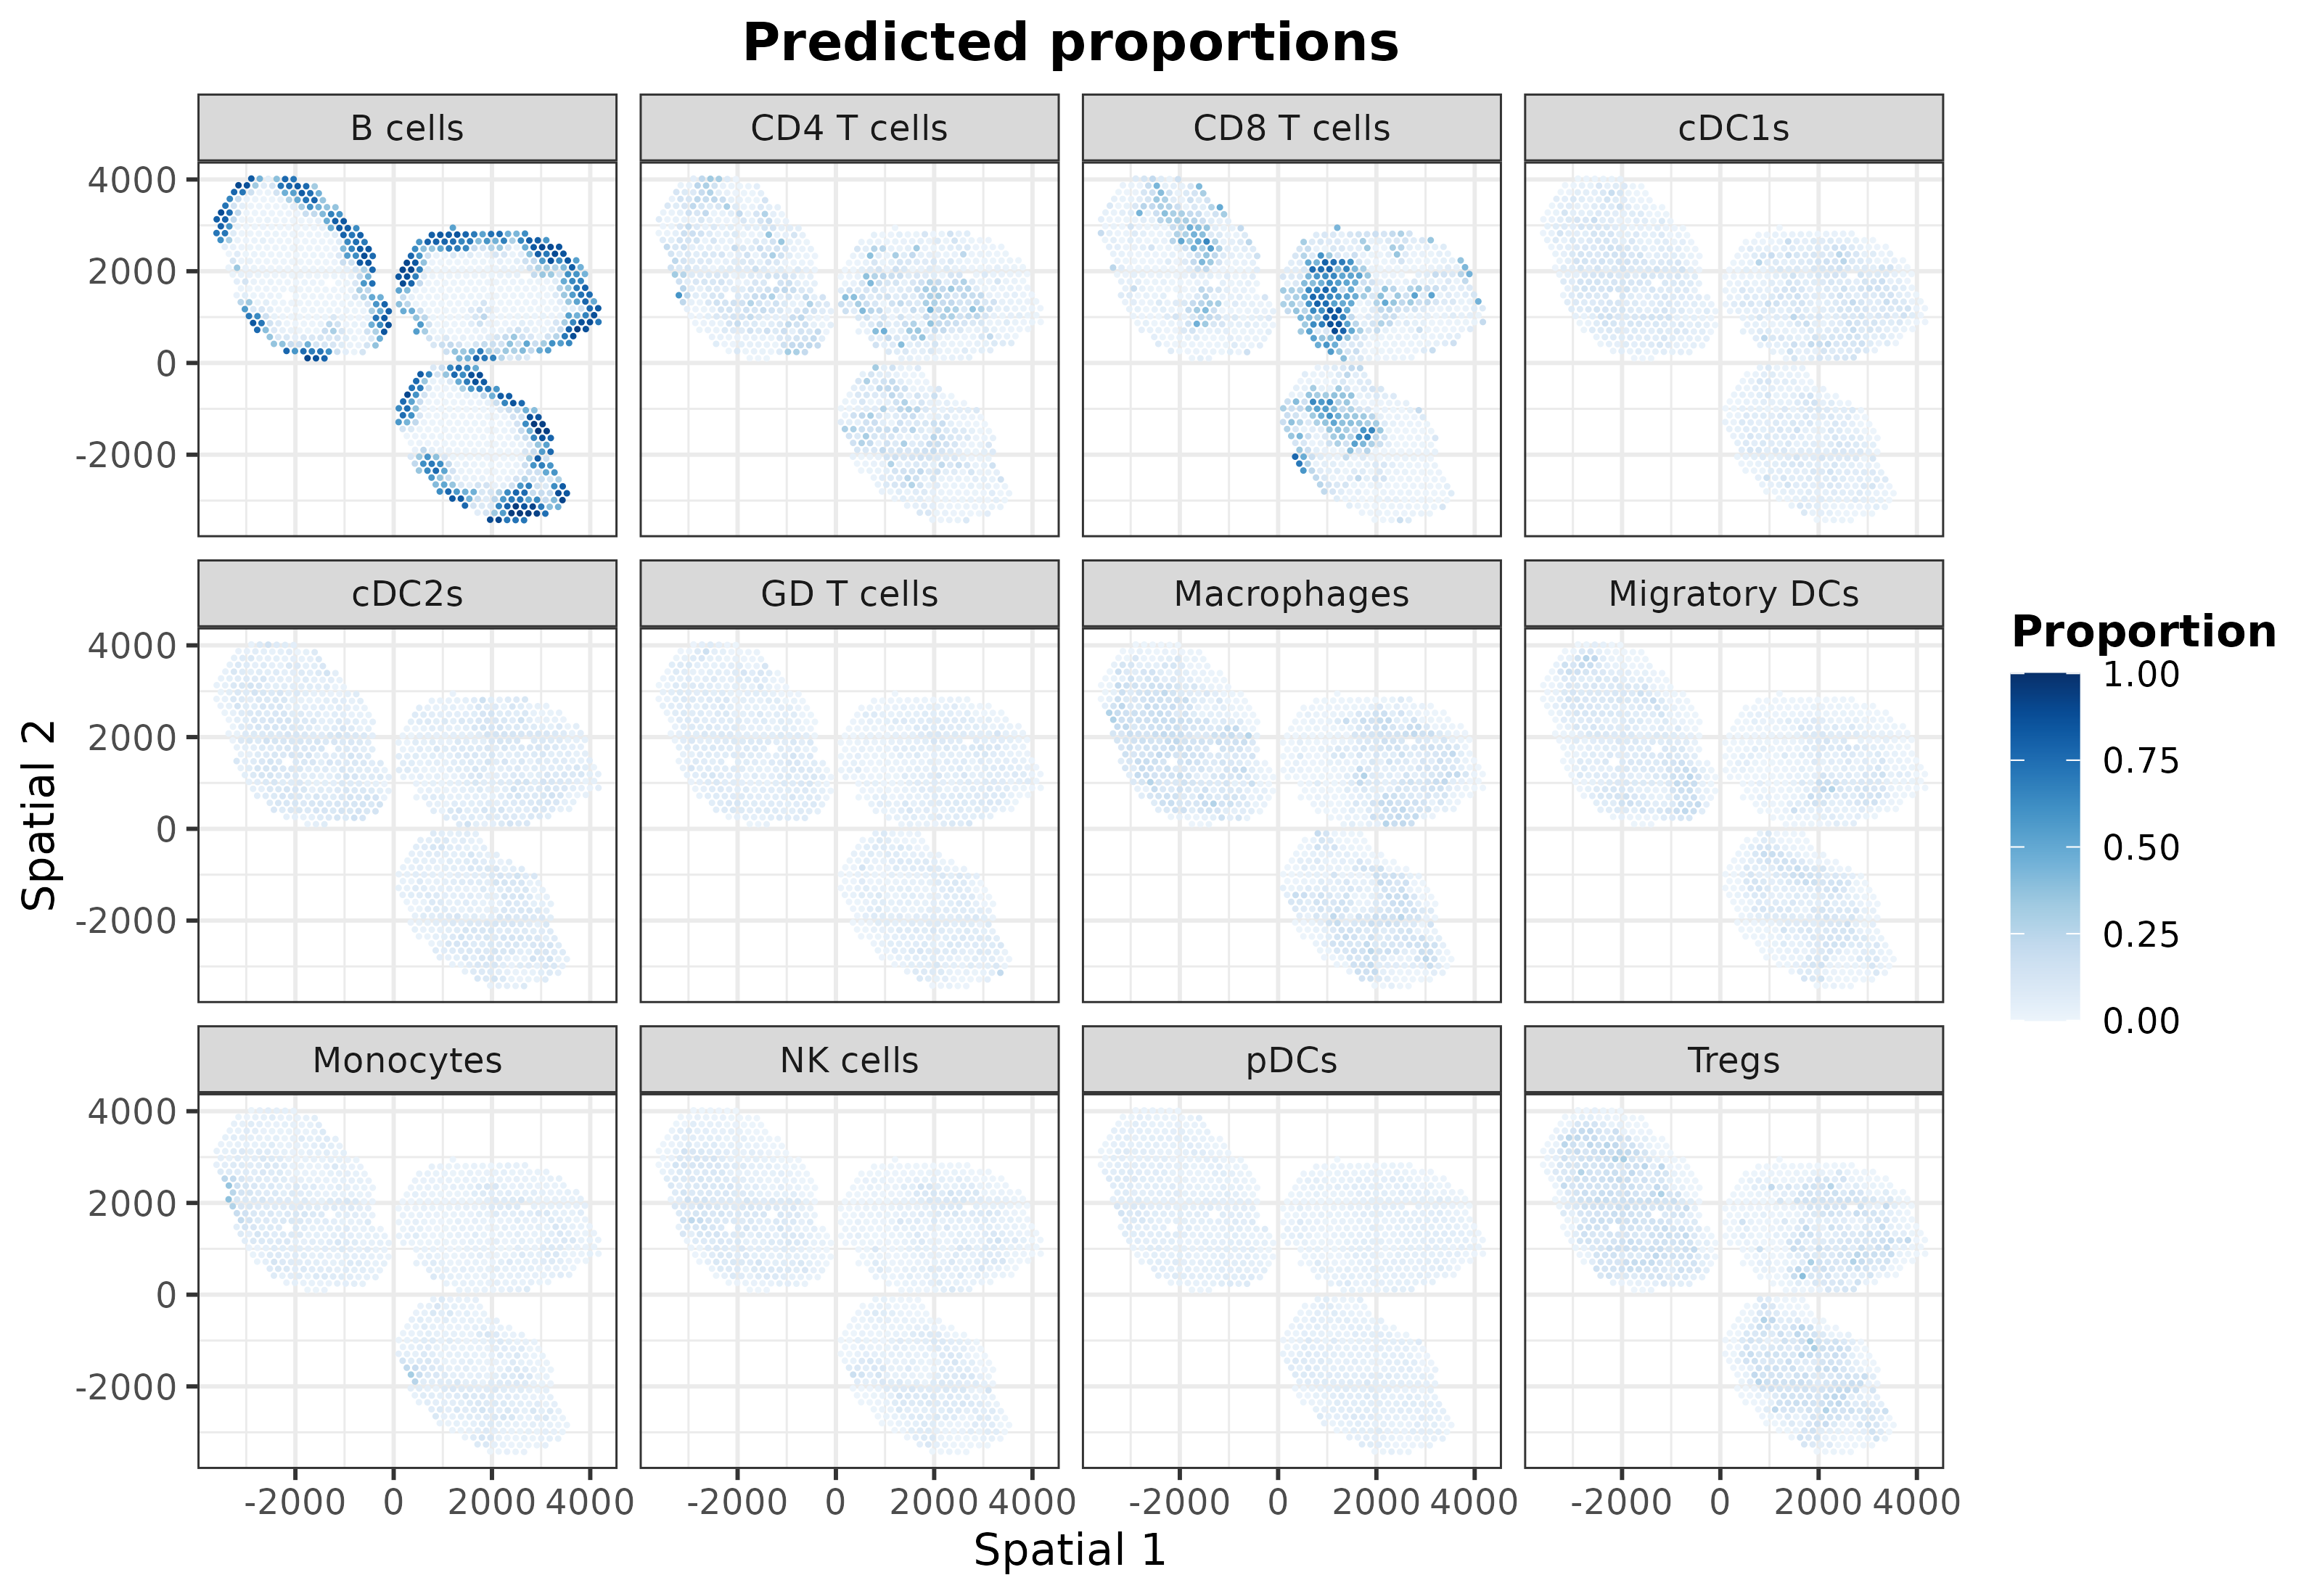 Predicted proportions
B cells
CD4 T cells
CD8 T cells
cDC1s
4000
2000
0
-2000
cDC2s
GD T cells
Macrophages
Migratory DCs
4000
2000
0
-2000
Monocytes
NK cells
pDCs
Tregs
4000
2000
0
-2000
-2000 0 2000 4000
-2000 0 2000 4000
-2000 0 2000 4000
-2000 0 2000 4000
Spatial 1
Spatial 2
Proportion
1.00
0.75
0.50
0.25
0.00